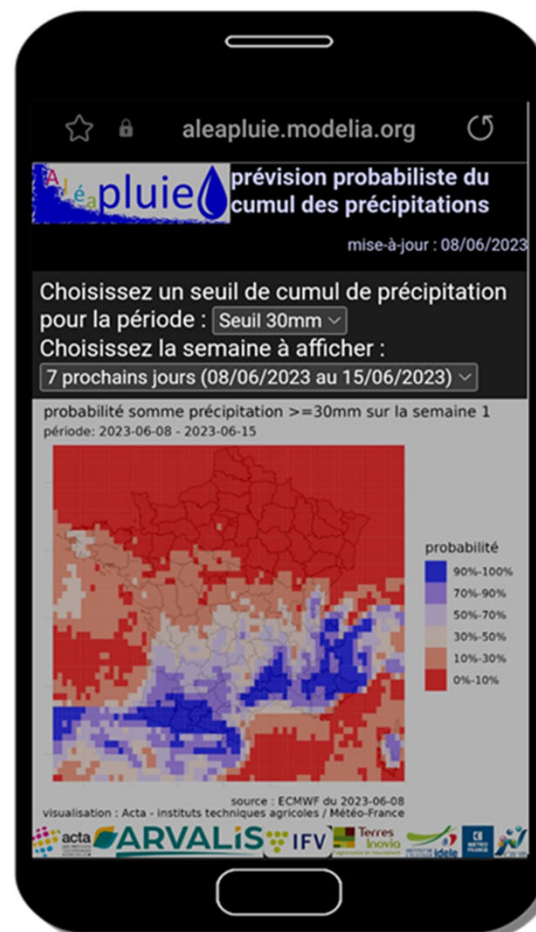 aleapluie.modelia.org
Aléapluie
prévision probabiliste du
cumul des précipitations
mise-à-jour : 08/06/2023
Choisissez un seuil de cumul de précipitation
pour la période : Seuil 30mm
Choisissez la semaine à afficher :
7 prochains jours (08/06/2023 au 15/06/2023)
probabilité somme précipitation >=30mm sur la semaine 1
période: 2023-06-08 - 2023-06-15
probabilité
90%-100%
70%-90%
50%-70%
30%-50%
10%-30%
0%-10%
source : ECMWF du 2023-06-08
visualisation : Acta - instituts techniques agricoles / Météo-France
acta
ARVALiS
IFV
Terres
Inovia
idele
METEO
FRANCE